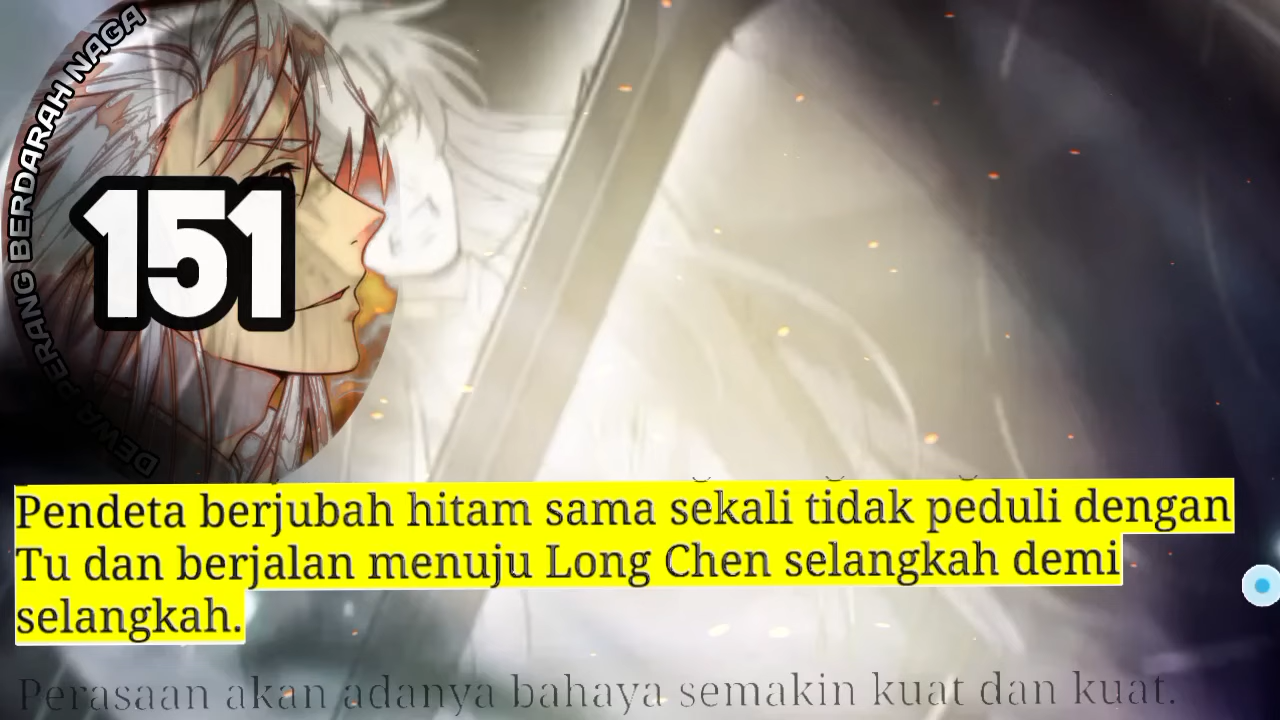 DEWA PERANG BERDARAH NAGA
151
Pendeta berjubah hitam sama sekali tidak peduli dengan
Tu dan berjalan menuju Long Chen selangkah demi
selangkah.
Perasaan akan adanya bahaya semakin kuat dan kuat.